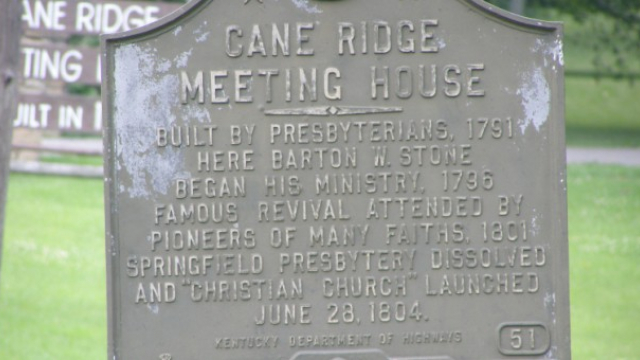 ANE RIDGE
TING
ILT IN
CANE RIDGE
MEETING HOUSE
BUILT BY PRESBYTERIANS, 1791
HERE BARTON W. STONE
BEGAN HIS MINISTRY, 1796
FAMOUS REVIVAL ATTENDED BY
PIONEERS OF MANY FAITHS, 1801
SPRINGFIELD PRESBYTERY DISSOLVED
AND "CHRISTIAN CHURCH" LAUNCHED
JUNE 28, 1804.
KENTUCKY DEPARTMENT OF HIGHWAYS
51